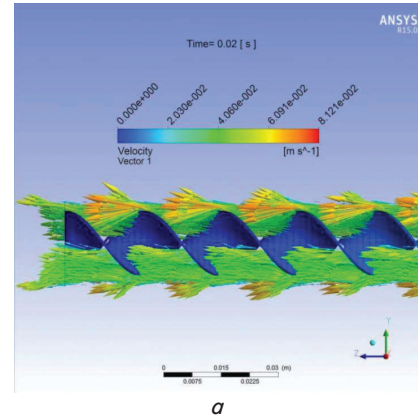 ANSYS
R15.0
Time= 0.02 [ s ]
0.000e+000
2.030e-002
4.060e-002
6.091e-002
8.121e-002
Velocity
Vector 1
[m s^-1]
Y
Z
X
0
0.015
0.03
(m)
0.0075
0.0225
a